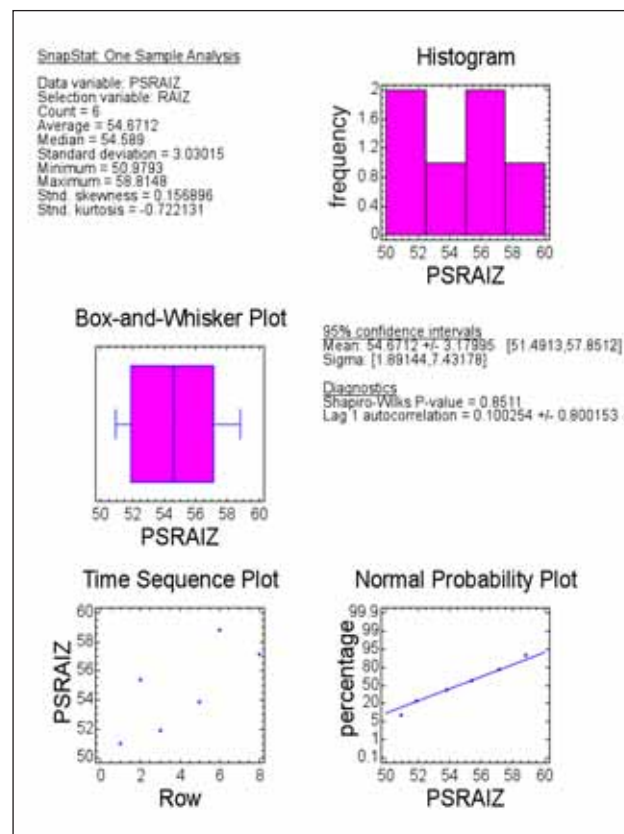 SnapStat: One Sample Analysis
Data variable: PSRAIZ
Selection variable: RAIZ
Count = 6
Average = 54.6712
Median = 54.589
Standard deviation = 3.03015
Minimum = 50.9793
Maximum = 58.8148
Stnd. skewness = 0.156896
Stnd. kurtosis = -0.722131
Histogram
frequency
2
1.6
1.2
0.8
0.4
0
50 52 54 56 58 60
PSRAIZ
Box-and-Whisker Plot
50 52 54 56 58 60
PSRAIZ
95% confidence intervals
Mean: 54.6712 +/- 3.17995 [51.4913,57.8512]
Sigma: [1.89144,7.43178]
Diagnostics
Shapiro-Wilks P-value = 0.8511
Lag 1 autocorrelation = 0.100254 +/- 0.800153
Time Sequence Plot
PSRAIZ
60
58
56
54
52
50
0 2 4 6 8
Row
Normal Probability Plot
percentage
99.9
99
95
80
50
20
5
1
0.1
50 52 54 56 58 60
PSRAIZ